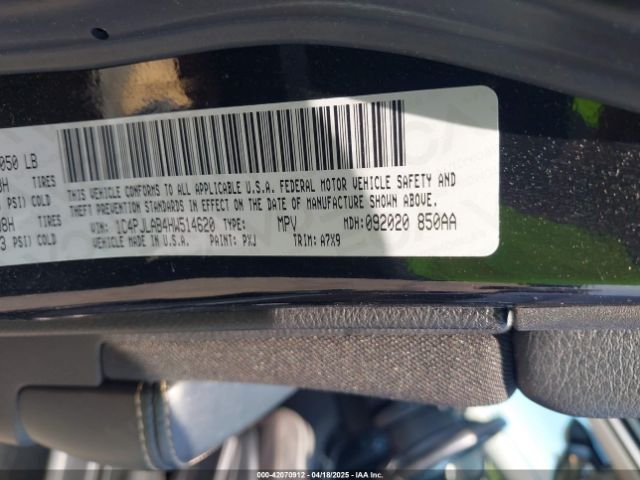 050 LB
THIS VEHICLE CONFORMS TO ALL APPLICABLE U.S.A. FEDERAL MOTOR VEHICLE SAFETY AND
H TIRES
THEFT PREVENTION STANDARDS IN EFFECT ON THE DATE OF MANUFACTURE SHOWN ABOVE.
PSI) COLD
8H TIRES VIN: 1C4PJLAB4HW514620 TYPE: MPV MDH: 092020 850AA
3 PSI) COLD MADE IN U.S.A. PAINT: PXJ TRIM: A7X9
000-42070912 - 04/18/2025 - IAA Inc.